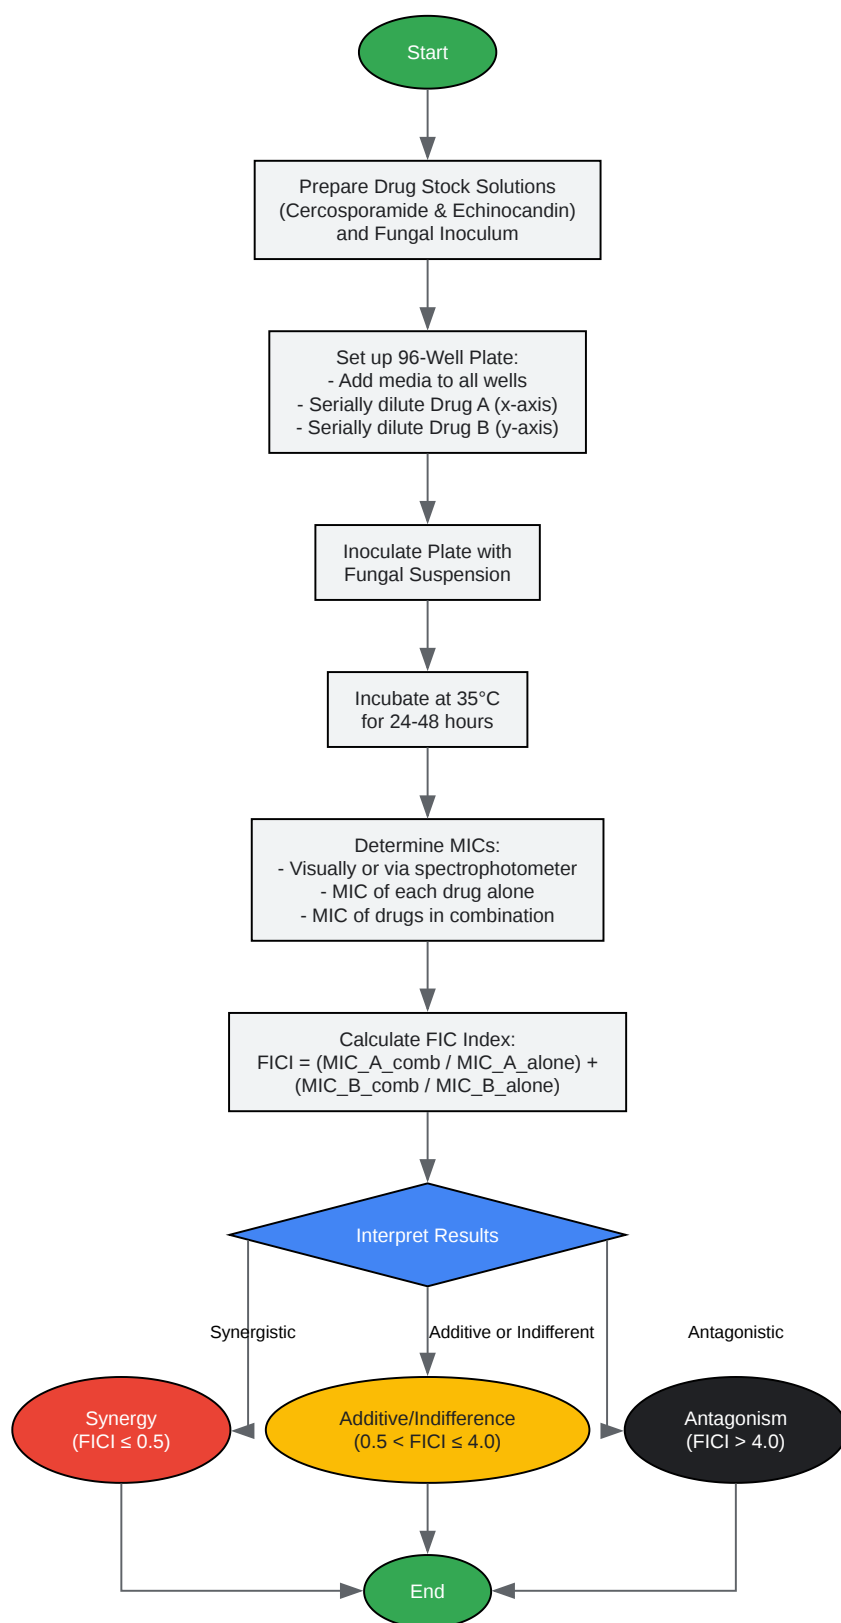 Start
Prepare Drug Stock Solutions
(Cercosporamide & Echinocandin)
and Fungal Inoculum
Set up 96-Well Plate:
- Add media to all wells
- Serially dilute Drug A (x-axis)
- Serially dilute Drug B (y-axis)
Inoculate Plate with
Fungal Suspension
Incubate at 35°C
for 24-48 hours
Determine MICs:
- Visually or via spectrophotometer
- MIC of each drug alone
- MIC of drugs in combination
Calculate FIC Index:
FICI = (MIC_A_comb / MIC_A_alone) +
(MIC_B_comb / MIC_B_alone)
Interpret Results
Synergistic
Additive or Indifferent
Antagonistic
Synergy
(FICI ≤ 0.5)
Additive/Indifference
(0.5 < FICI ≤ 4.0)
Antagonism
(FICI > 4.0)
End